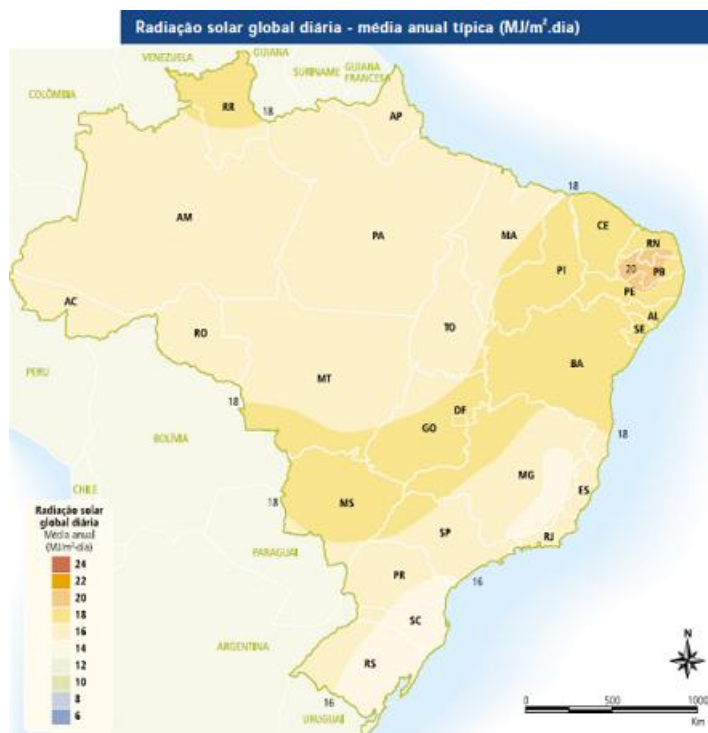 Radiação solar global diária - média anual típica (MJ/m².dia)
VENEZUELA
GUIANA
SURINAME
GUIANA
FRANCESA
COLÔMBIA
RR
18
AP
AM
PA
MA
18
CE
RN
PI
20
PB
PE
AC
AL
TO
SE
RO
BA
PERU
MT
18
DF
GO
18
BOLÍVIA
MG
CHILE
ES
18
MS
Radiação solar
global diária
Média anual
(MJ/m²·dia)
SP
RJ
PARAGUAI
24
22
20
18
16
14
12
10
8
6
PR
16
SC
ARGENTINA
RS
N
16
URUGUAI
0
500
1000
Km